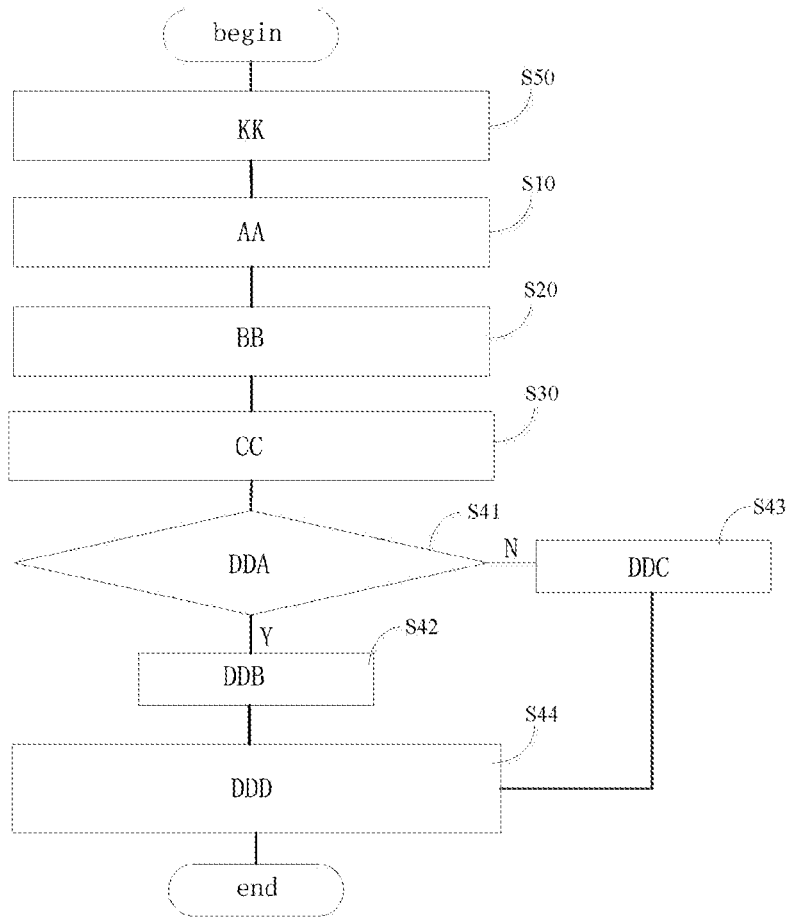 begin
S50
KK
S10
AA
S20
BB
S30
CC
S41
S43
DDA
N
DDC
Y
S42
DDB
S44
DDD
end